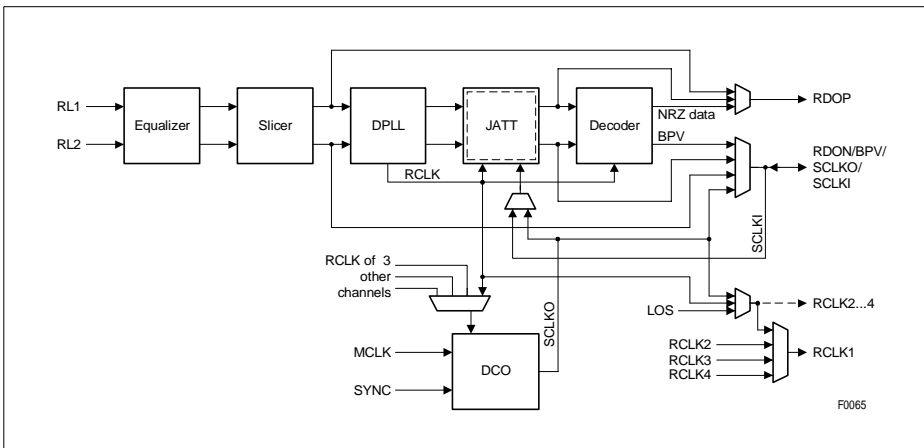 RL1
RL2
Equalizer
Slicer
DPLL
JATT
Decoder
NRZ data
BPV
RCLK
RDOP
RDON/BPV/
SCLKO/
SCLKI
SCLKI
RCLK of 3
other
channels
SCLKO
LOS
RCLK2...4
MCLK
SYNC
DCO
RCLK2
RCLK3
RCLK4
RCLK1
F0065